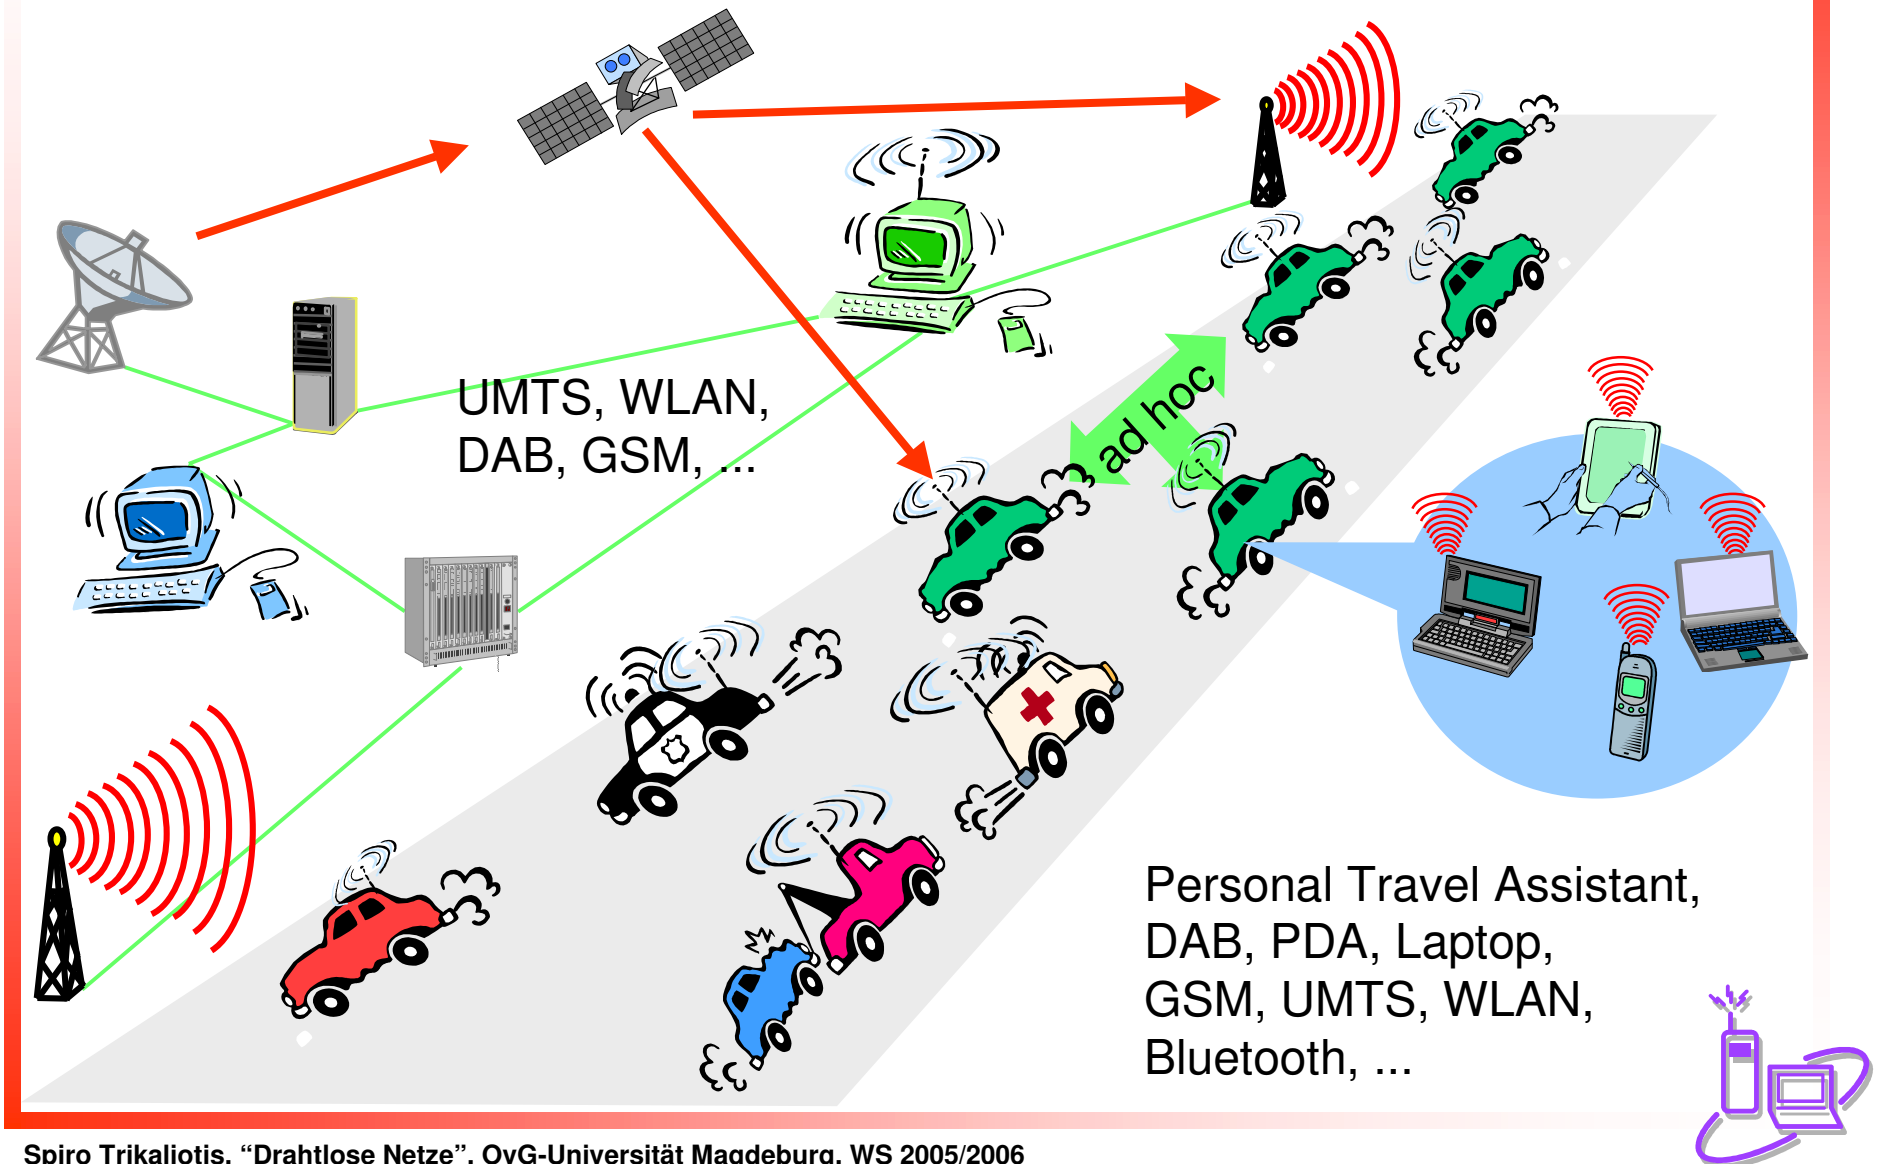 UMTS, WLAN,
DAB, GSM, ...
ad hoc
Personal Travel Assistant,
DAB, PDA, Laptop,
GSM, UMTS, WLAN,
Bluetooth, ...
Spiro Trikaliotis, “Drahtlose Netze”, OvG-Universität Magdeburg, WS 2005/2006